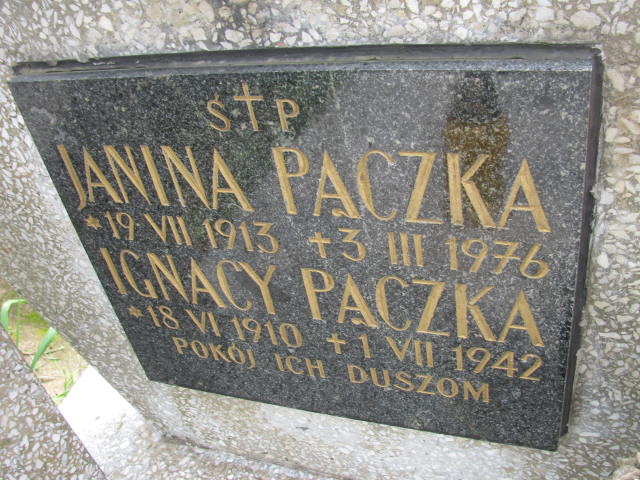 Ś † P
JANINA PĄCZKA
*19 VII 1913 †3 III 1976
IGNACY PĄCZKA
*18 VI 1910 †1 VII 1942
POKÓJ ICH DUSZOM